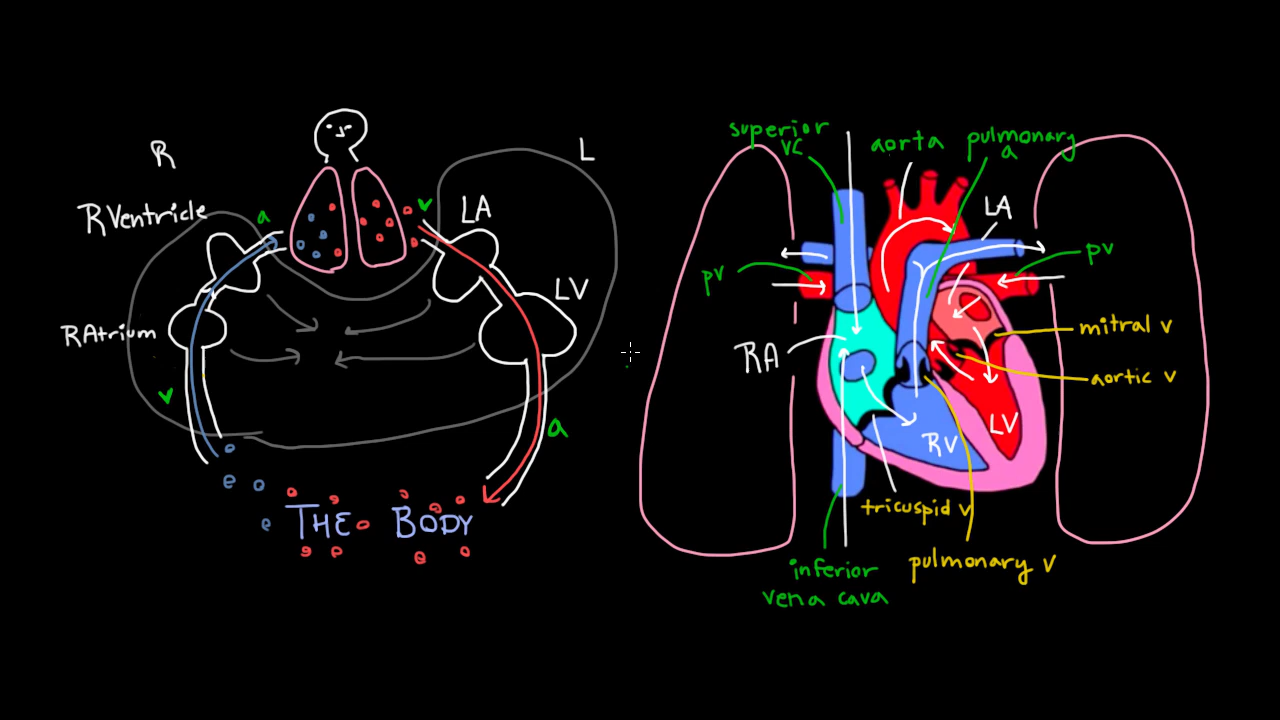 R
L
R Ventricle
a
v
LA
LV
RAtrium
v
a
THE BODY
superior
vc
aorta
pulmonary
a
LA
pv
pv
RA
mitral v
aortic v
LV
RV
tricuspid v
pulmonary v
inferior
vena cava